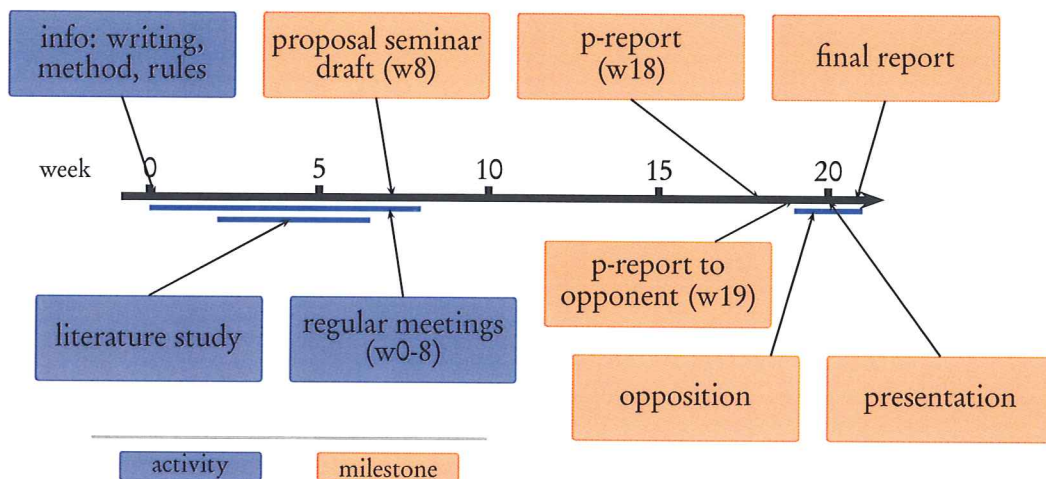 info: writing,
method, rules
proposal seminar
draft (w8)
p-report
(w18)
final report
week
0
5
10
15
20
literature study
regular meetings
(w0-8)
p-report to
opponent (w19)
opposition
presentation
activity
milestone